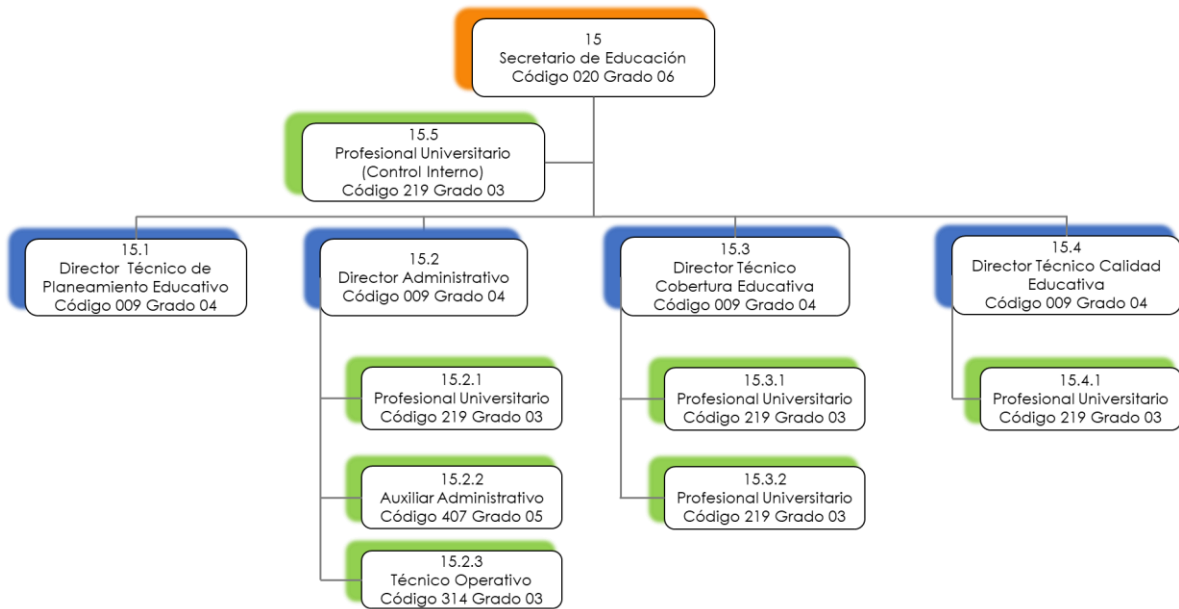 15
Secretario de Educación
Código 020 Grado 06
15.5
Profesional Universitario
(Control Interno)
Código 219 Grado 03
15.1
Director Técnico de
Planeamiento Educativo
Código 009 Grado 04
15.2
Director Administrativo
Código 009 Grado 04
15.3
Director Técnico
Cobertura Educativa
Código 009 Grado 04
15.4
Director Técnico Calidad
Educativa
Código 009 Grado 04
15.2.1
Profesional Universitario
Código 219 Grado 03
15.3.1
Profesional Universitario
Código 219 Grado 03
15.4.1
Profesional Universitario
Código 219 Grado 03
15.2.2
Auxiliar Administrativo
Código 407 Grado 05
15.3.2
Profesional Universitario
Código 219 Grado 03
15.2.3
Técnico Operativo
Código 314 Grado 03